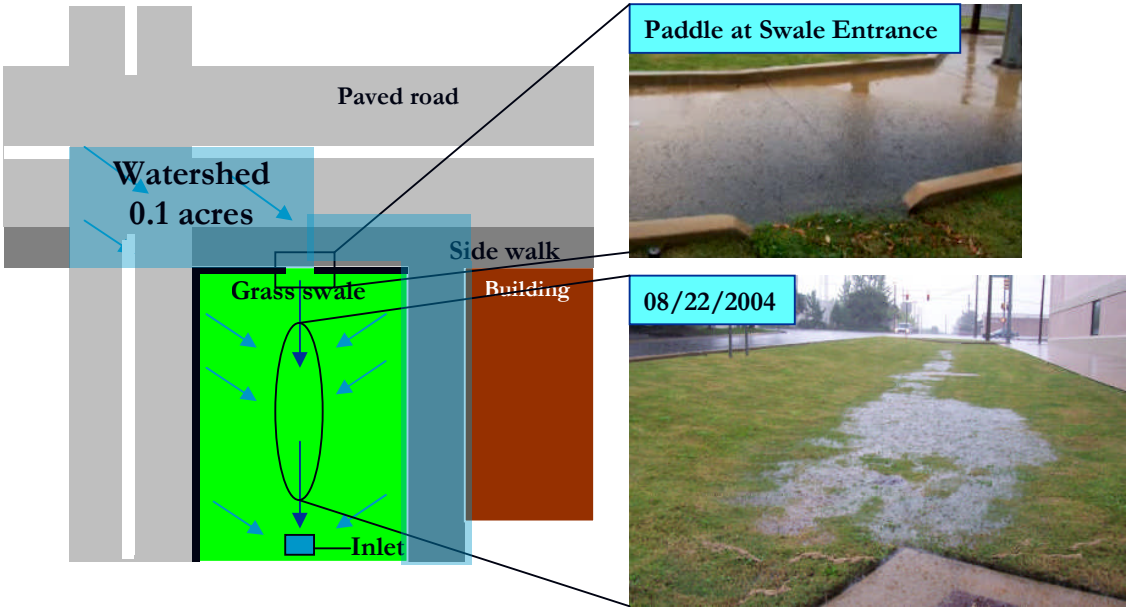 Paved road
Watershed
0.1 acres
Side walk
Grass swale
Building
Inlet
Paddle at Swale Entrance
08/22/2004